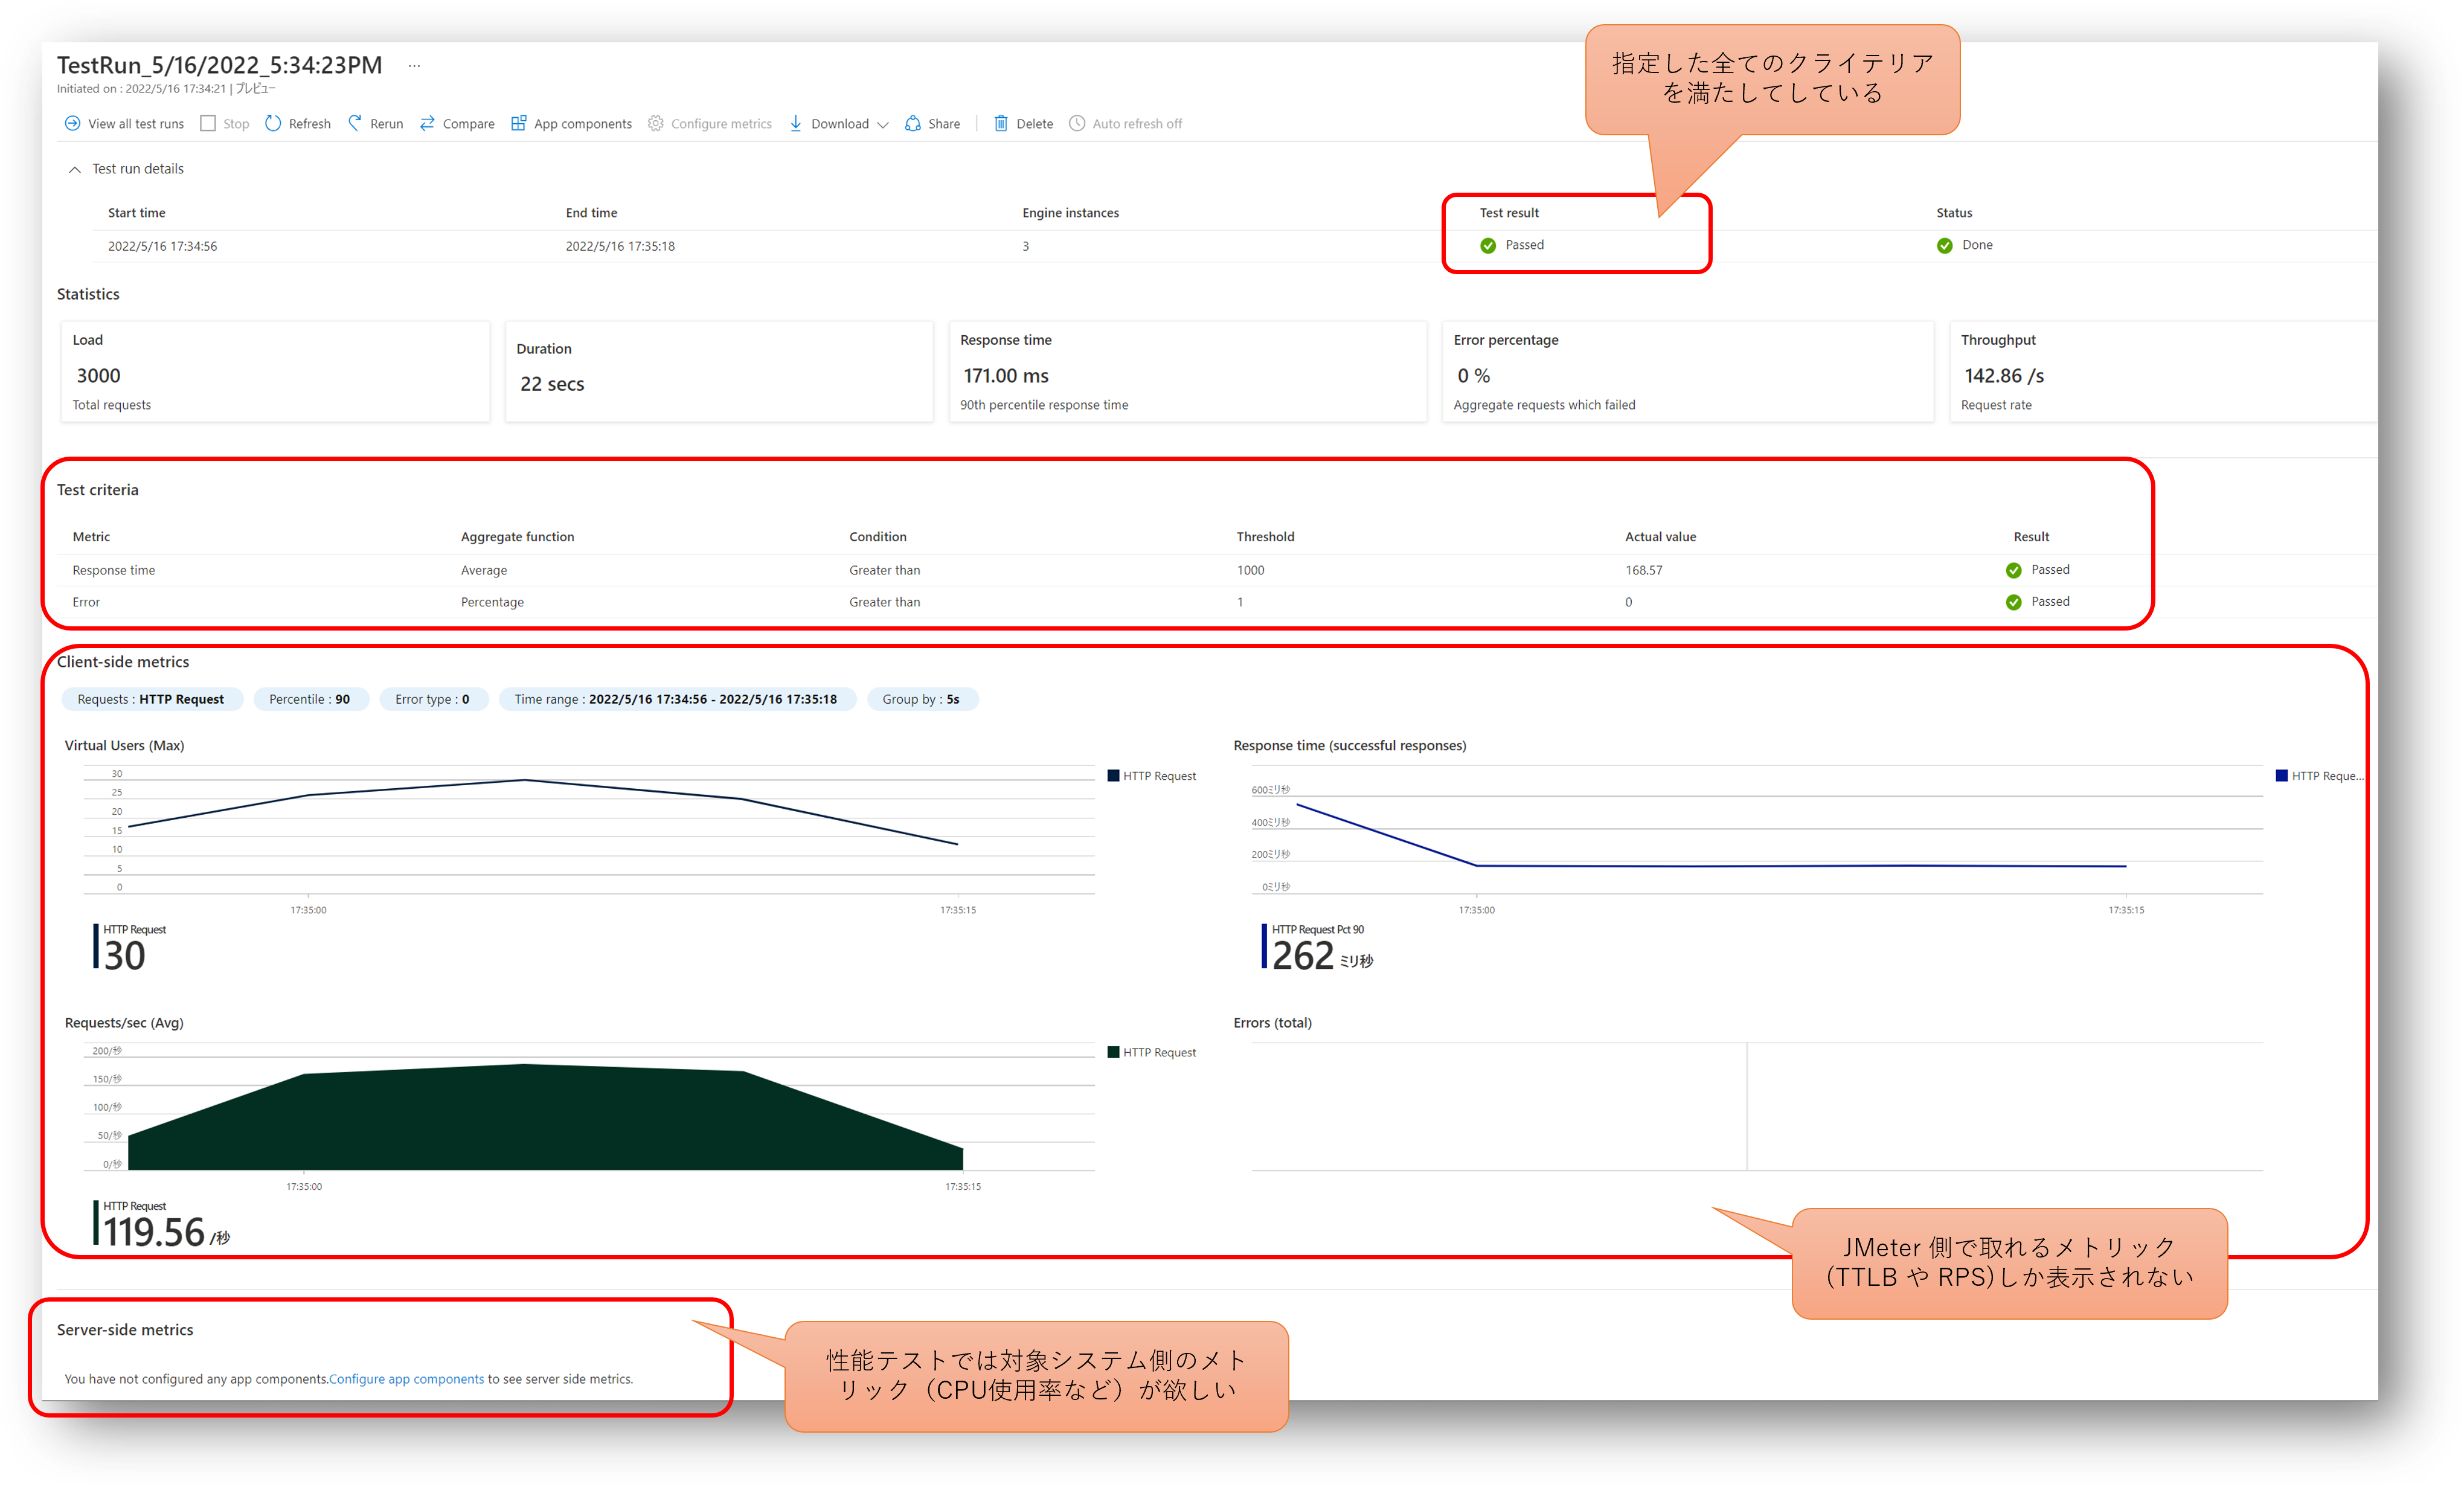 TestRun_5/16/2022_5:34:23PM ...
Initiated on : 2022/5/16 17:34:21 | プレビュー
指定した全てのクライテリア
を満たしてしている
View all test runs Stop Refresh Rerun Compare App components Configure metrics Download Share Delete Auto refresh off
Test run details
Start time End time Engine instances Test result Status
2022/5/16 17:34:56 2022/5/16 17:35:18 3 Passed Done
Statistics
Load
3000
Total requests
Duration
22 secs
Response time
171.00 ms
90th percentile response time
Error percentage
0 %
Aggregate requests which failed
Throughput
142.86 /s
Request rate
Test criteria
Metric Aggregate function Condition Threshold Actual value Result
Response time Average Greater than 1000 168.57 Passed
Error Percentage Greater than 1 0 Passed
Client-side metrics
Requests : HTTP Request Percentile : 90 Error type : 0 Time range : 2022/5/16 17:34:56 - 2022/5/16 17:35:18 Group by : 5s
Virtual Users (Max)
30
25
20
15
10
5
0
17:35:00 17:35:15
HTTP Request
HTTP Request
30
Response time (successful responses)
600ミリ秒
400ミリ秒
200ミリ秒
0ミリ秒
17:35:00 17:35:15
HTTP Reque...
HTTP Request Pct 90
262 ミリ秒
Requests/sec (Avg)
200/秒
150/秒
100/秒
50/秒
0/秒
17:35:00 17:35:15
HTTP Request
HTTP Request
119.56 /秒
Errors (total)
JMeter 側で取れるメトリック
(TTLB や RPS)しか表示されない
Server-side metrics
You have not configured any app components.Configure app components to see server side metrics.
性能テストでは対象システム側のメト
リック（CPU使用率など）が欲しい